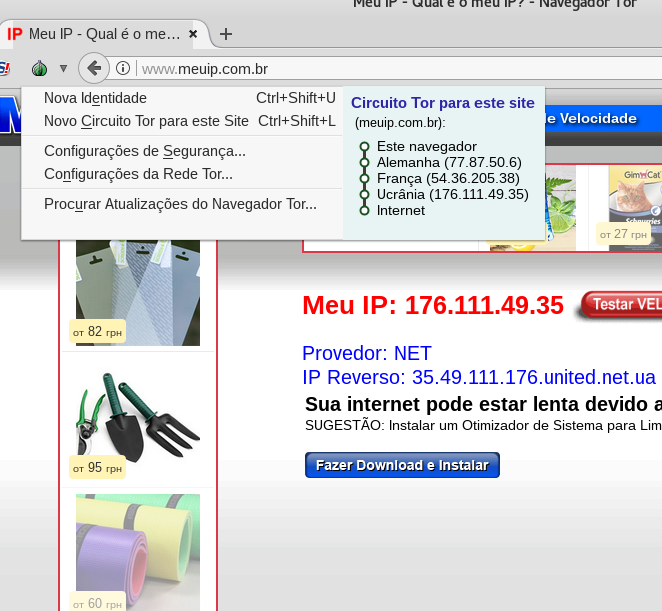 Meu IP - Qual é o meu IP? - Navegador Tor
IP Meu IP - Qual é o me… × +
S!
www.meuip.com.br
Nova Identidade Ctrl+Shift+U
Novo Circuito Tor para este Site Ctrl+Shift+L
Configurações de Segurança...
Configurações da Rede Tor...
Procurar Atualizações do Navegador Tor...
Circuito Tor para este site
(meuip.com.br):
Este navegador
Alemanha (77.87.50.6)
França (54.36.205.38)
Ucrânia (176.111.49.35)
Internet
M
de Velocidade
GimCat
Schnurries
от 27 грн
от 82 грн
от 95 грн
от 60 грн
Meu IP: 176.111.49.35
Testar VEL
Provedor: NET
IP Reverso: 35.49.111.176.united.net.ua
Sua internet pode estar lenta devido a
SUGESTÃO: Instalar um Otimizador de Sistema para Lim
Fazer Download e Instalar